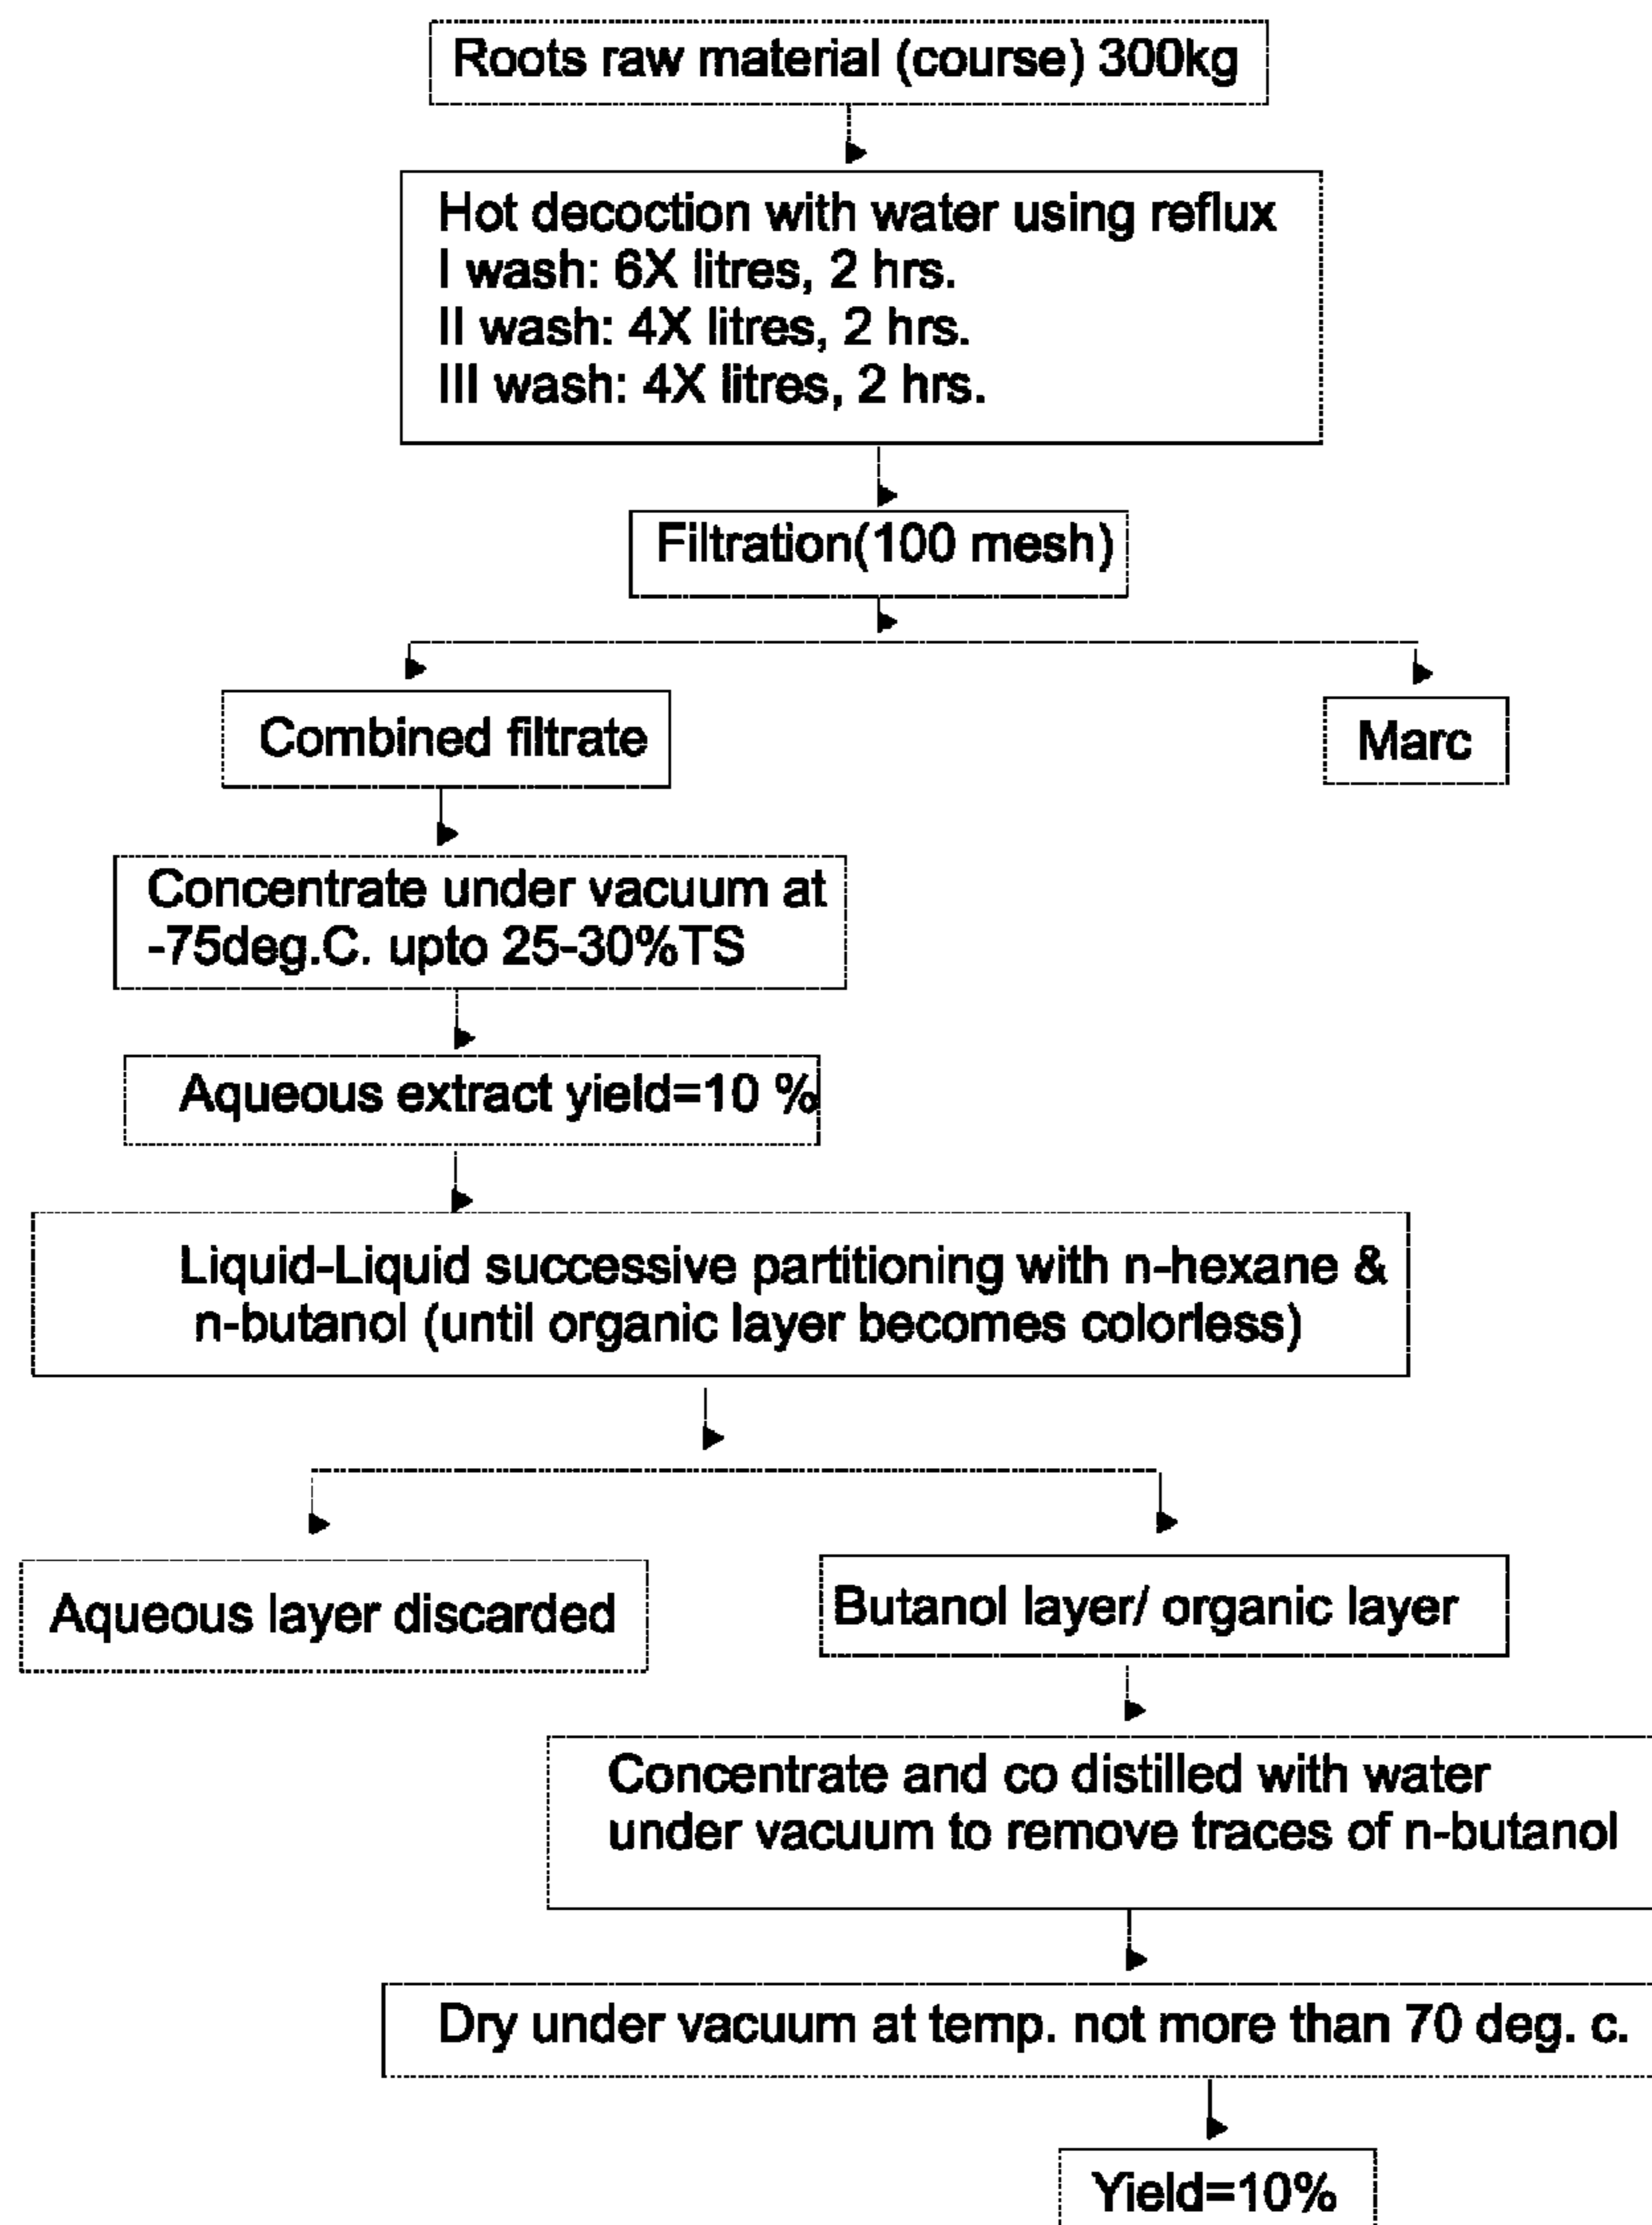 Roots raw material (course) 300kg
Hot decoction with water using reflux
I wash: 6X litres, 2 hrs.
II wash: 4X litres, 2 hrs.
III wash: 4X litres, 2 hrs.
Filtration(100 mesh)
Combined filtrate
Marc
Concentrate under vacuum at
-75deg.C. upto 25-30%TS
Aqueous extract yield=10 %
Liquid-Liquid successive partitioning with n-hexane &
n-butanol (until organic layer becomes colorless)
Aqueous layer discarded
Butanol layer/ organic layer
Concentrate and co distilled with water
under vacuum to remove traces of n-butanol
Dry under vacuum at temp. not more than 70 deg. c.
Yield=10%